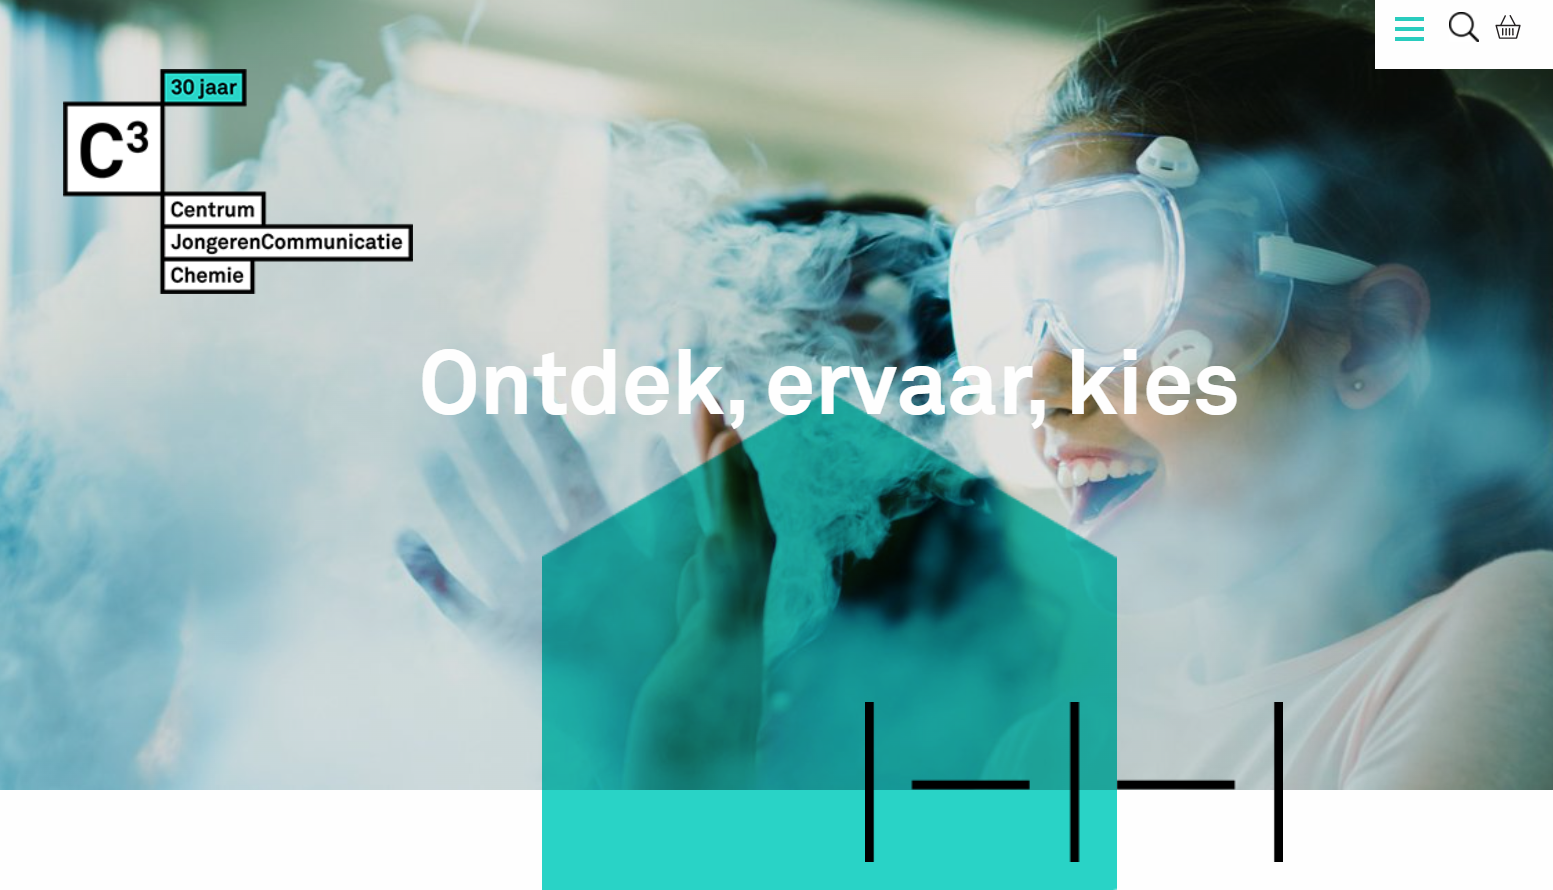 30 jaar
C³
Centrum
JongerenCommunicatie
Chemie
Ontdek, ervaar, kies